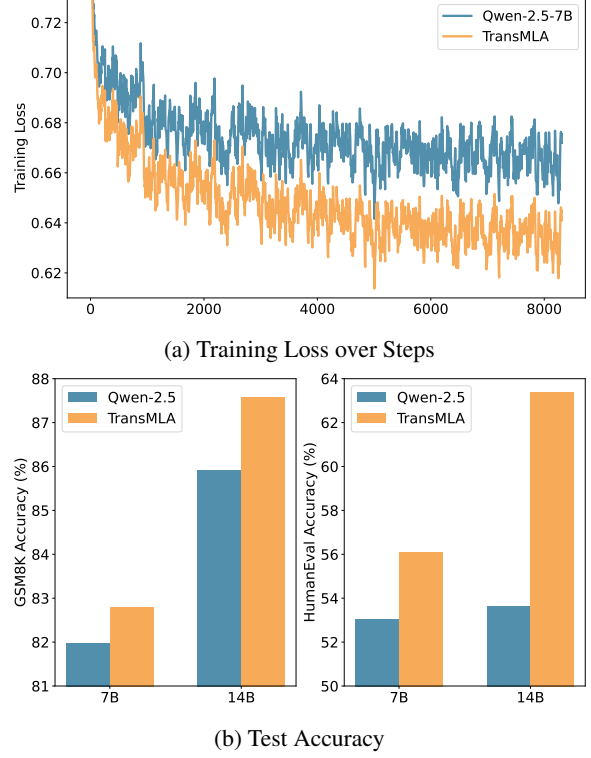 0.72
0.70
0.68
0.66
0.64
0.62
Training Loss
Qwen-2.5-7B
TransMLA
0 2000 4000 6000 8000
(a) Training Loss over Steps
88
87
86
85
84
83
82
81
GSM8K Accuracy (%)
Qwen-2.5
TransMLA
7B 14B
64
62
60
58
56
54
52
50
HumanEval Accuracy (%)
Qwen-2.5
TransMLA
7B 14B
(b) Test Accuracy